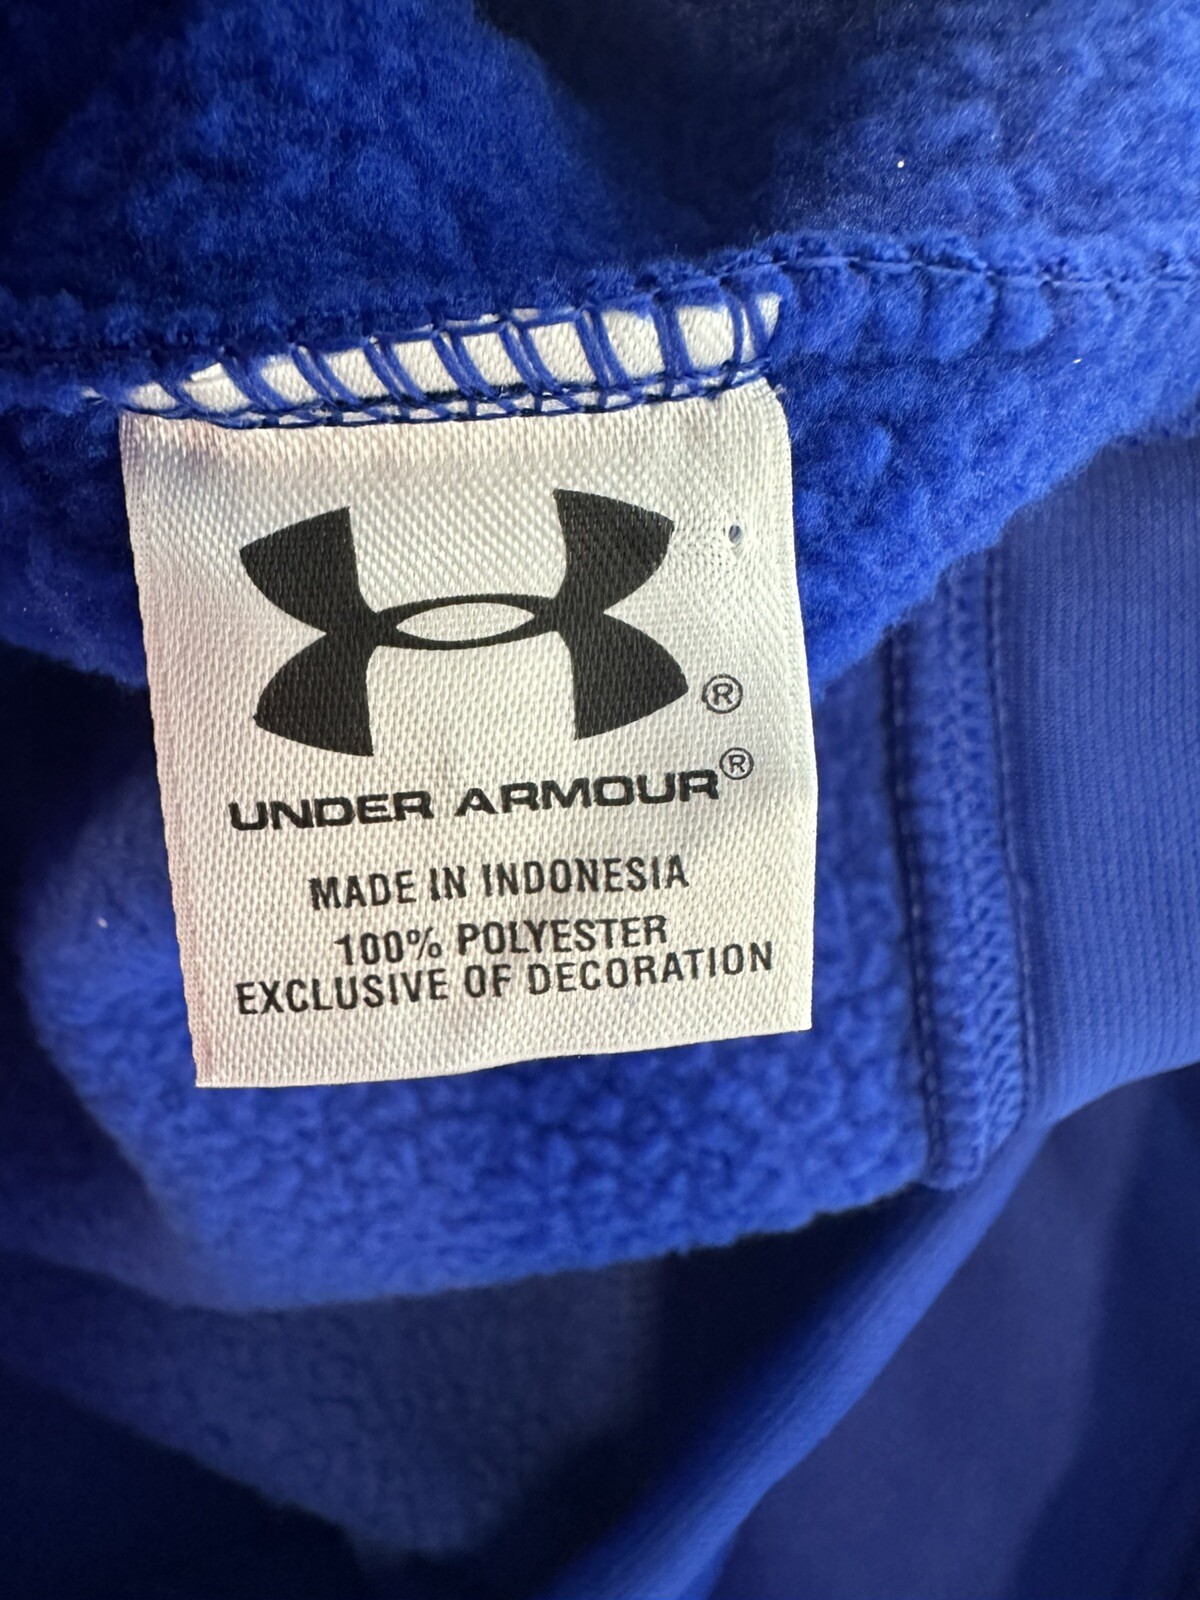 ®
UNDER ARMOUR®
MADE IN INDONESIA
100% POLYESTER
EXCLUSIVE OF DECORATION